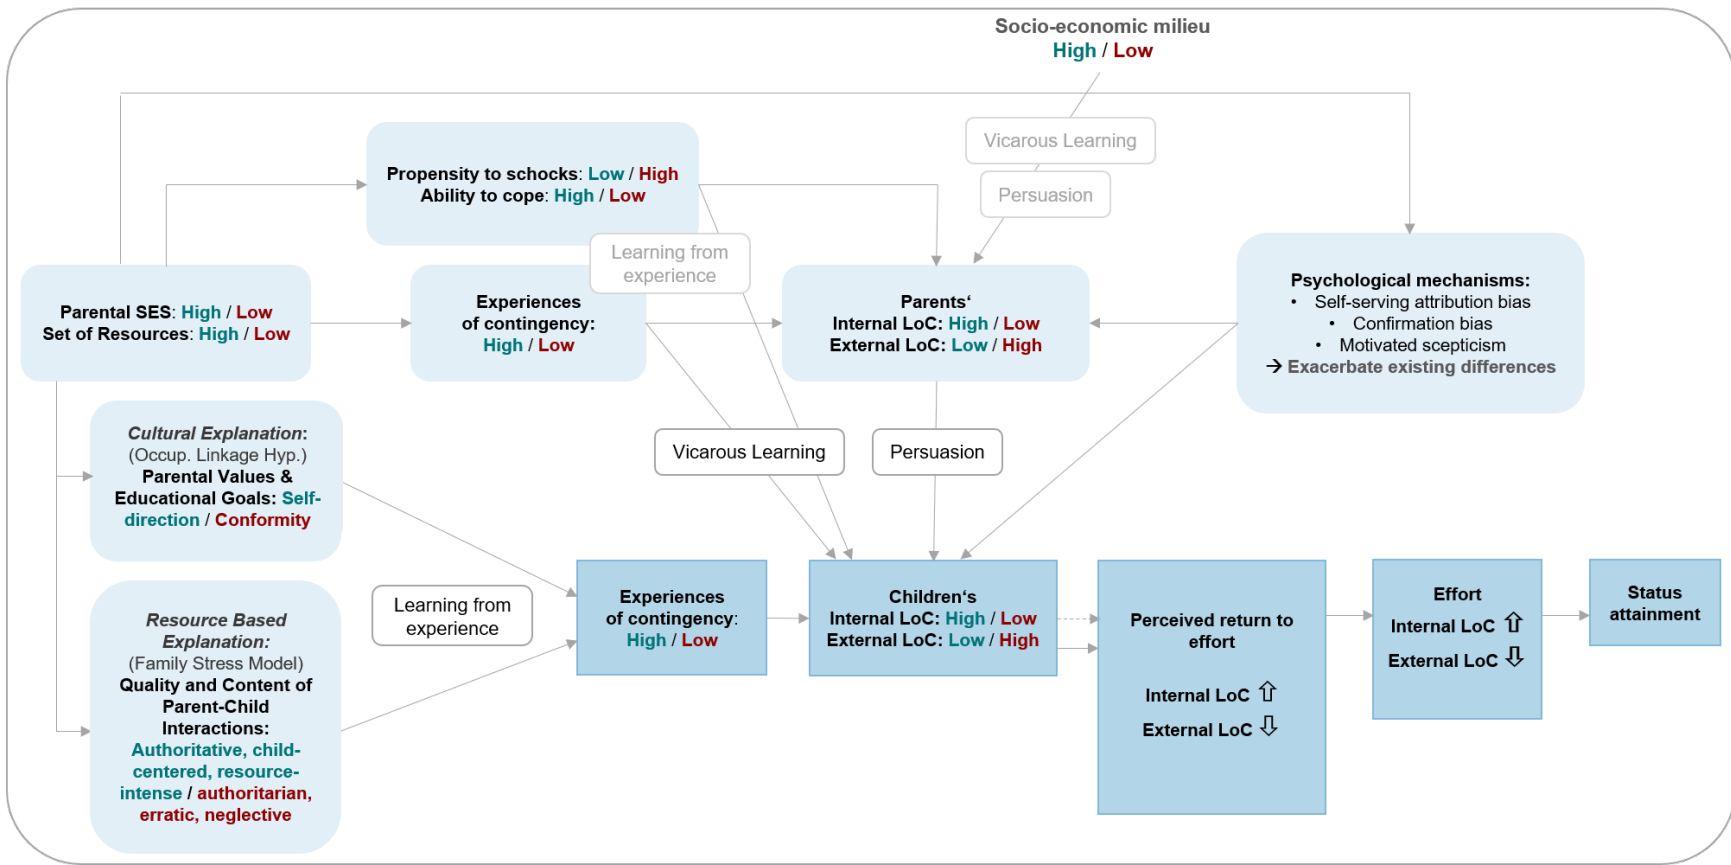 Socio-economic milieu
High / Low
Vicarous Learning
Persuasion
Propensity to schocks: Low / High
Ability to cope: High / Low
Learning from
experience
Parental SES: High / Low
Set of Resources: High / Low
Experiences
of contingency:
High / Low
Parents‘
Internal LoC: High / Low
External LoC: Low / High
Psychological mechanisms:
• Self-serving attribution bias
• Confirmation bias
• Motivated scepticism
→ Exacerbate existing differences
Cultural Explanation:
(Occup. Linkage Hyp.)
Parental Values &
Educational Goals: Self-
direction / Conformity
Vicarous Learning
Persuasion
Resource Based
Explanation:
(Family Stress Model)
Quality and Content of
Parent-Child
Interactions:
Authoritative, child-
centered, resource-
intense / authoritarian,
erratic, neglective
Learning from
experience
Experiences
of contingency:
High / Low
Children‘s
Internal LoC: High / Low
External LoC: Low / High
Perceived return to
effort
Internal LoC ⇧
External LoC ⇩
Effort
Internal LoC ⇧
External LoC ⇩
Status
attainment